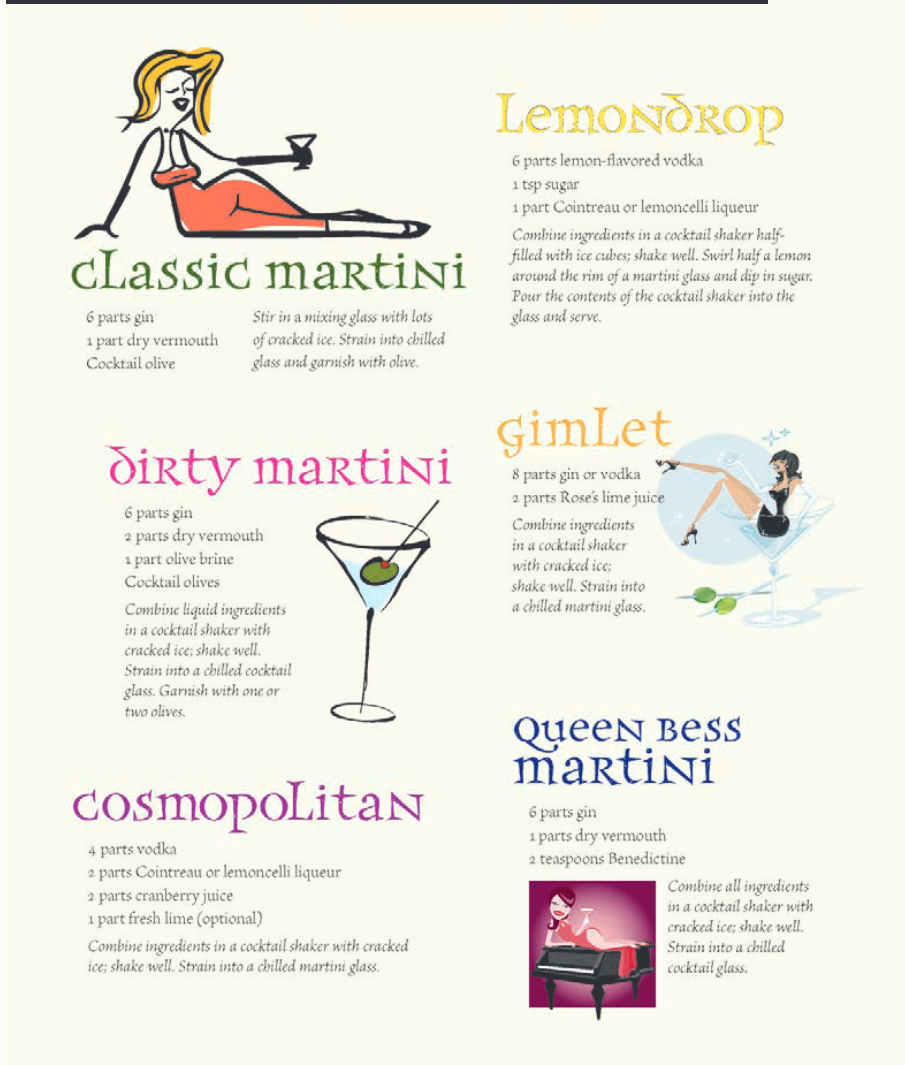 classic martini
6 parts gin
1 part dry vermouth
Cocktail olive
Stir in a mixing glass with lots
of cracked ice. Strain into chilled
glass and garnish with olive.
dirty martini
6 parts gin
2 parts dry vermouth
1 part olive brine
Cocktail olives
Combine liquid ingredients
in a cocktail shaker with
cracked ice; shake well.
Strain into a chilled cocktail
glass. Garnish with one or
two olives.
cosmopolitan
4 parts vodka
2 parts Cointreau or lemoncelli liqueur
2 parts cranberry juice
1 part fresh lime (optional)
Combine ingredients in a cocktail shaker with cracked
ice; shake well. Strain into a chilled martini glass.
Lemondrop
6 parts lemon-flavored vodka
1 tsp sugar
1 part Cointreau or lemoncelli liqueur
Combine ingredients in a cocktail shaker half-
filled with ice cubes; shake well. Swirl half a lemon
around the rim of a martini glass and dip in sugar.
Pour the contents of the cocktail shaker into the
glass and serve.
gimlet
8 parts gin or vodka
2 parts Rose's lime juice
Combine ingredients
in a cocktail shaker
with cracked ice;
shake well. Strain into
a chilled martini glass.
Queen Bess
martini
6 parts gin
1 parts dry vermouth
2 teaspoons Benedictine
Combine all ingredients
in a cocktail shaker with
cracked ice; shake well.
Strain into a chilled
cocktail glass.